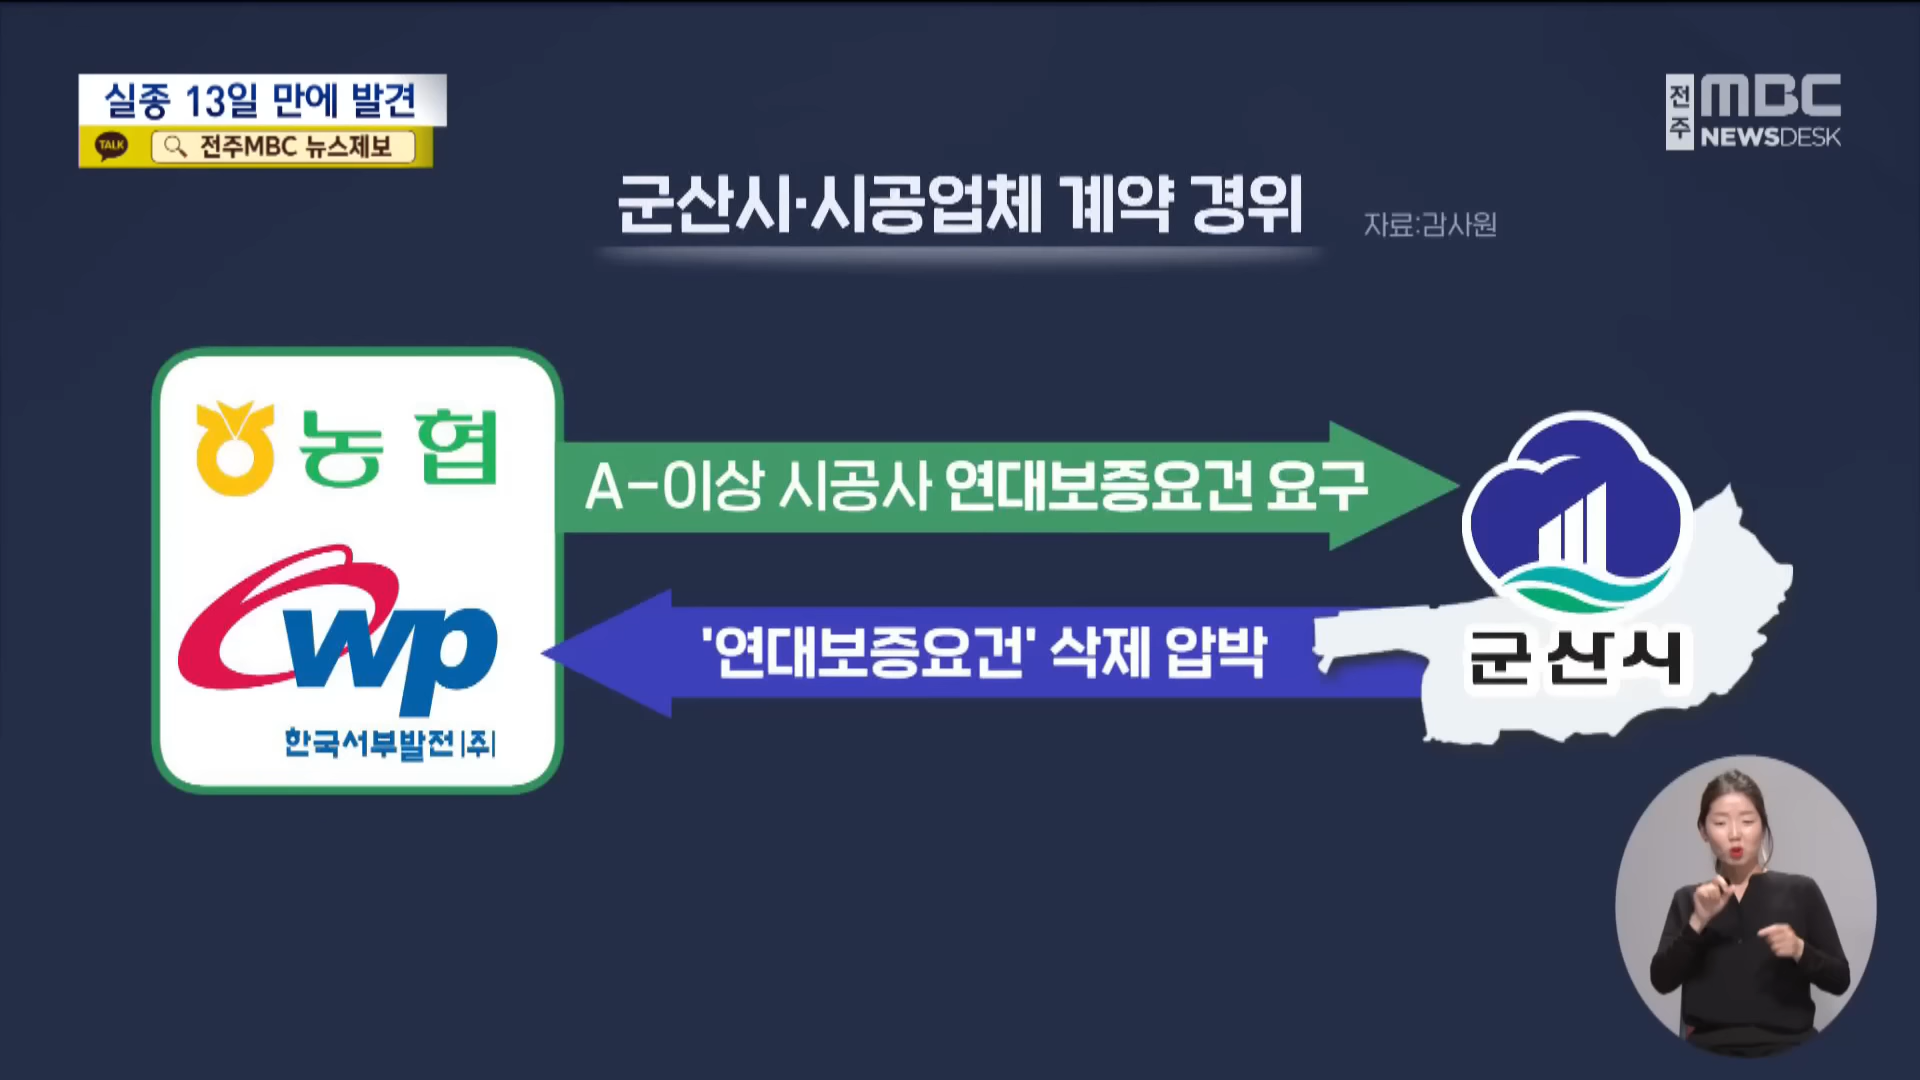 실종 13일 만에 발견
TALK 전주MBC 뉴스제보
전주 MBC
NEWSDESK
군산시·시공업체 계약 경위
자료:감사원
농협
A-이상 시공사 연대보증요건 요구
wp
한국서부발전(주)
'연대보증요건' 삭제 압박
군산시